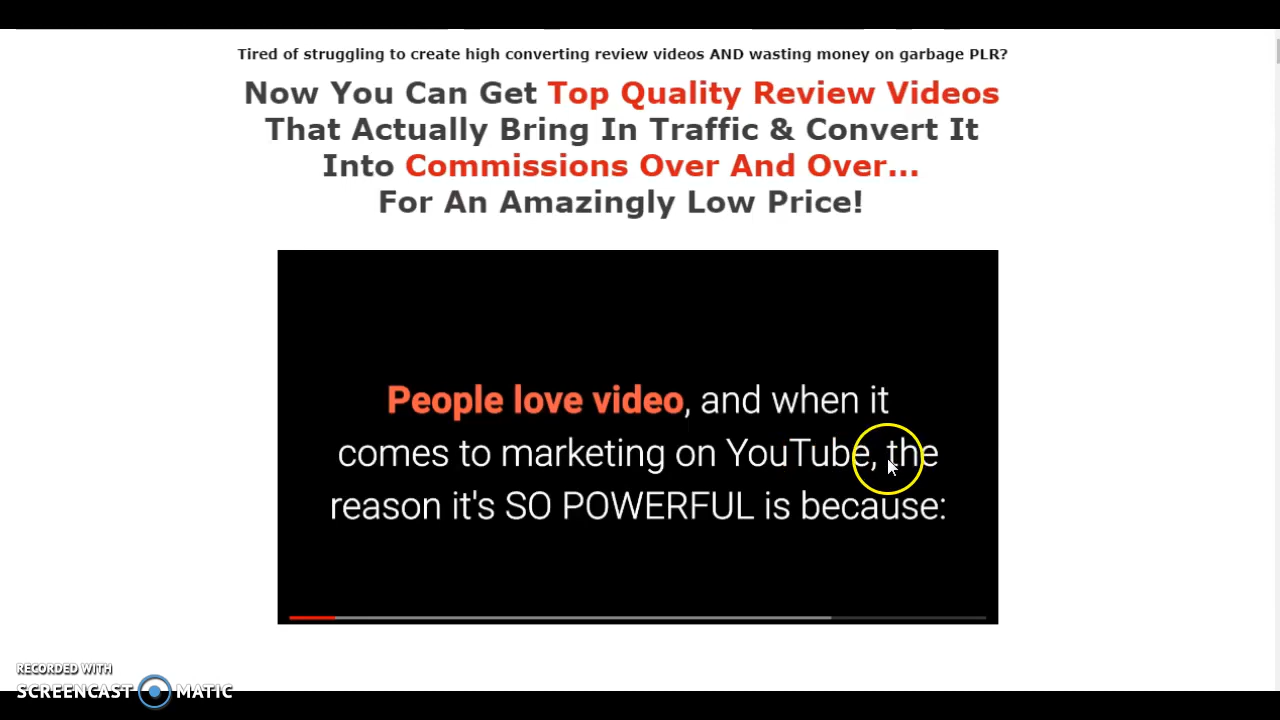 Tired of struggling to create high converting review videos AND wasting money on garbage PLR?
Now You Can Get Top Quality Review Videos
That Actually Bring In Traffic & Convert It
Into Commissions Over And Over...
For An Amazingly Low Price!
People love video, and when it
comes to marketing on YouTube, the
reason it's SO POWERFUL is because:
RECORDED WITH
SCREENCAST MATIC